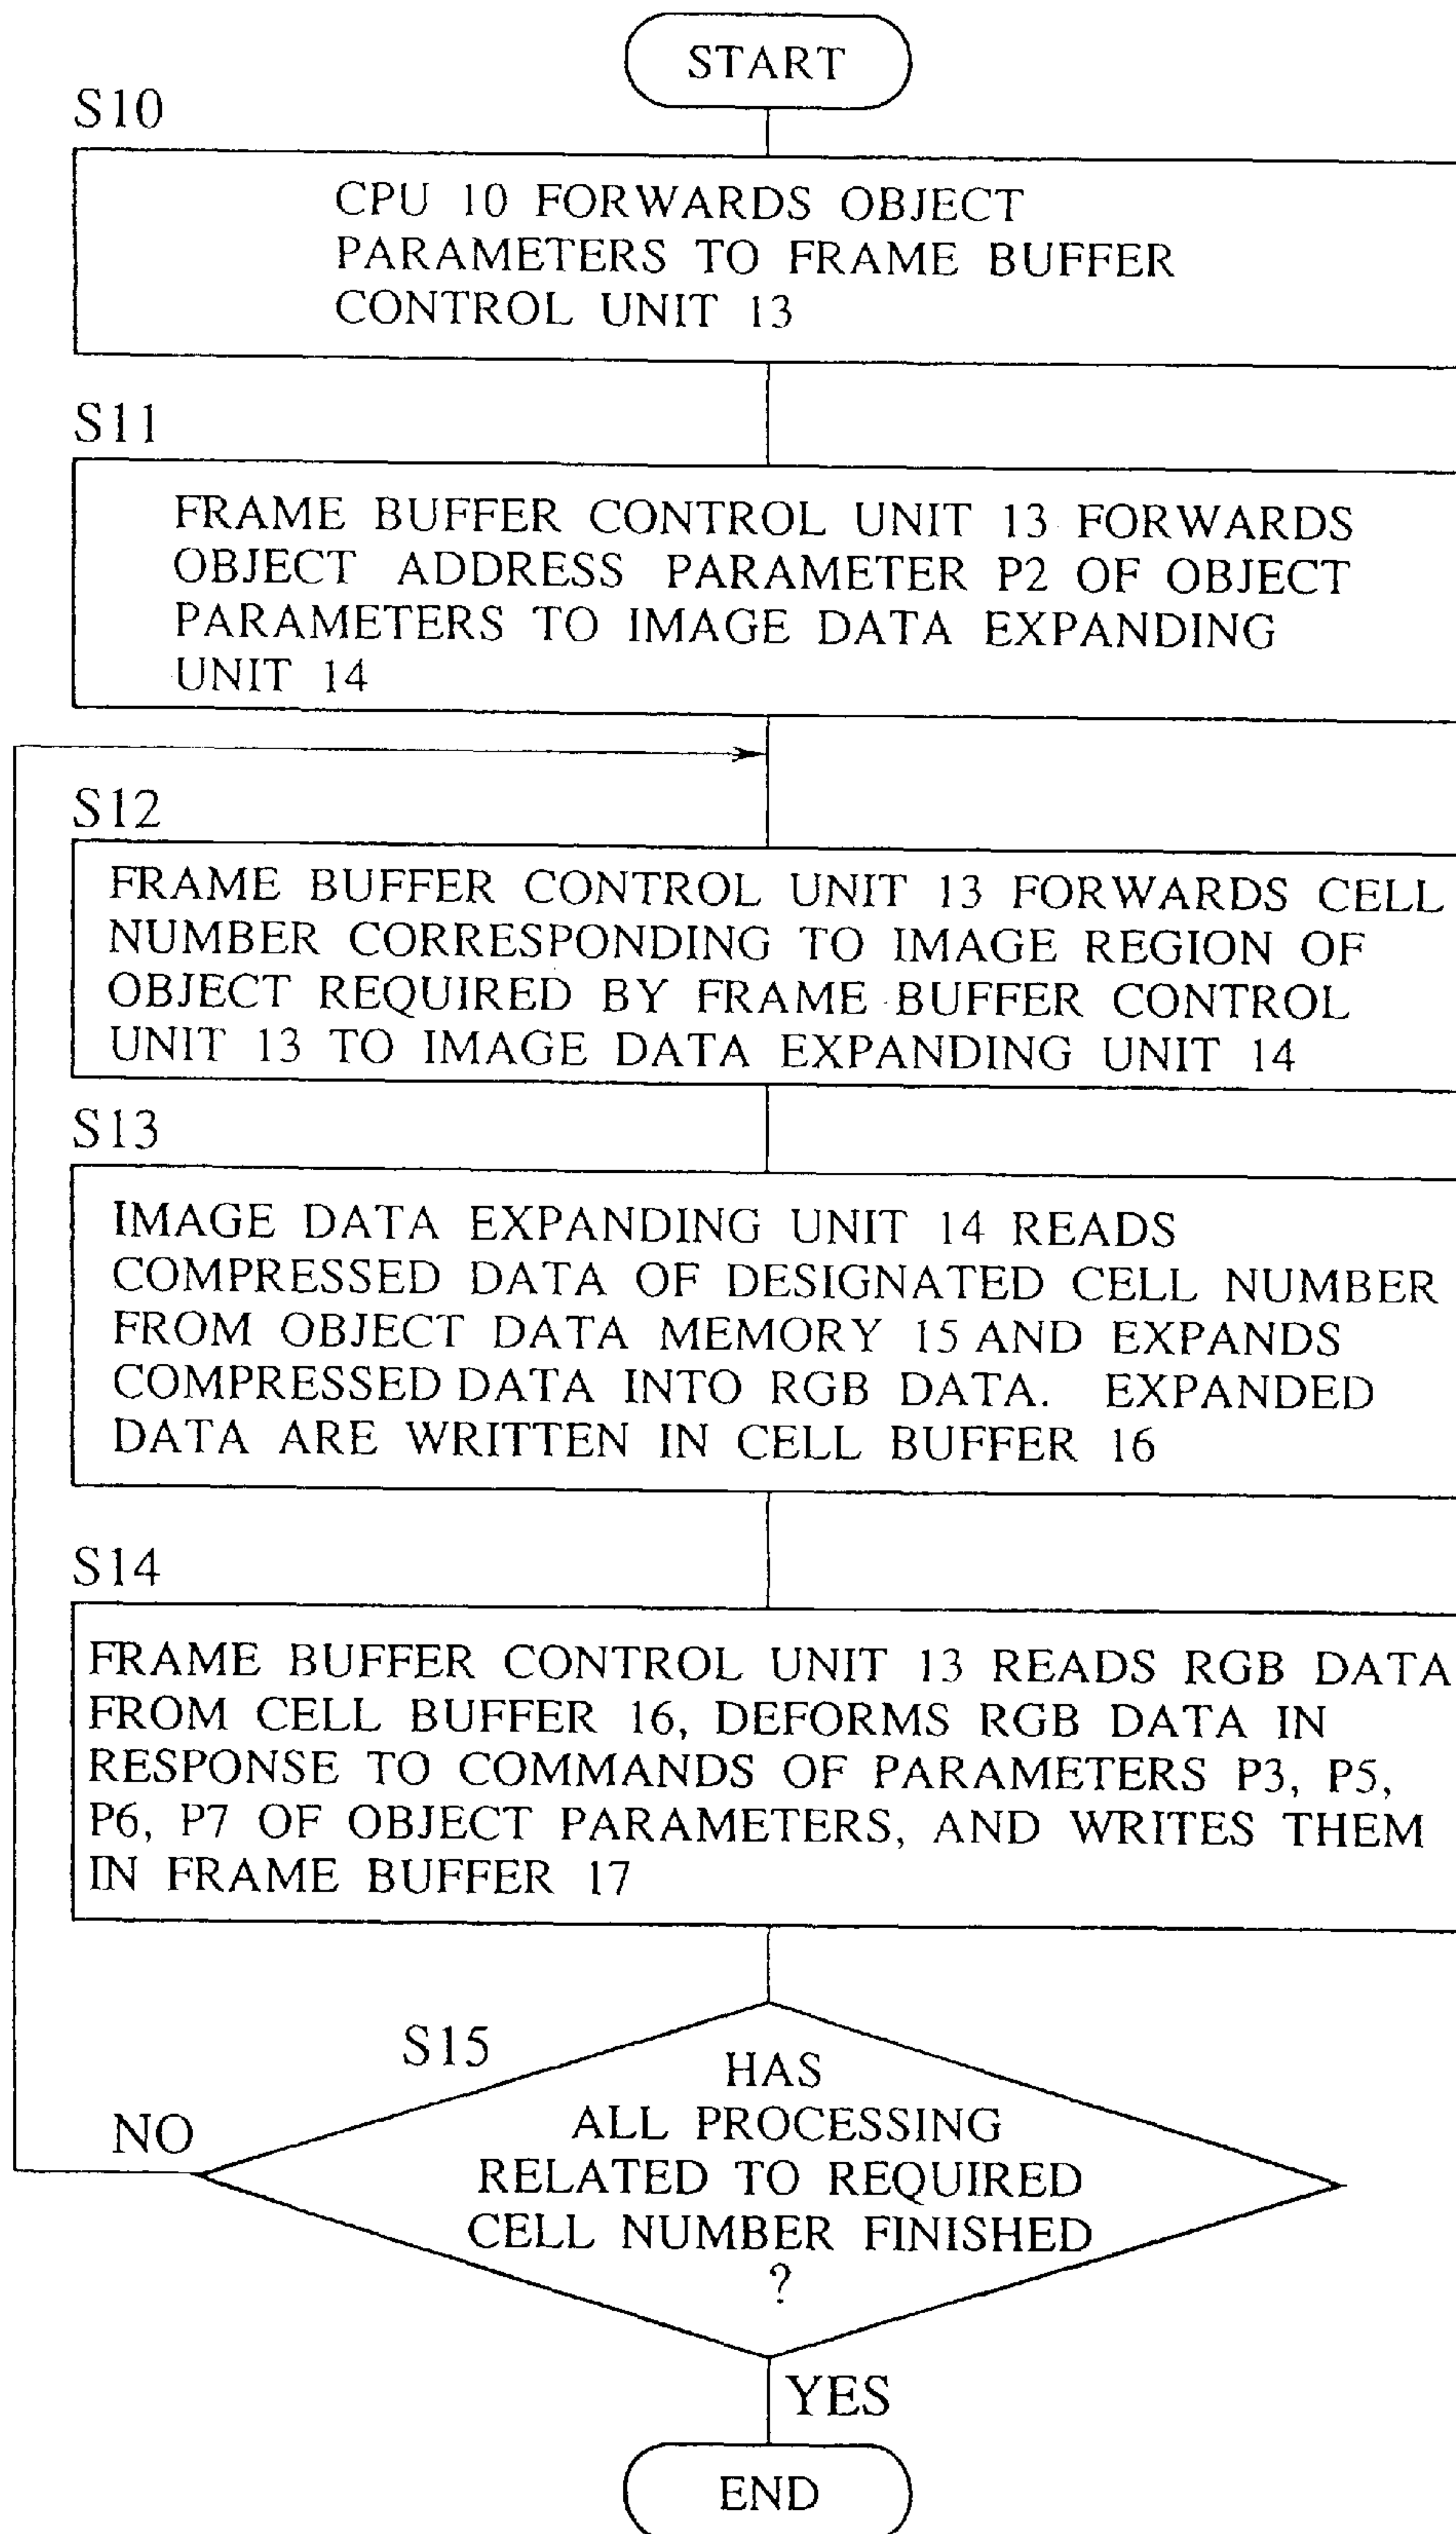 START
S10
CPU 10 FORWARDS OBJECT
PARAMETERS TO FRAME BUFFER
CONTROL UNIT 13
S11
FRAME BUFFER CONTROL UNIT 13 FORWARDS
OBJECT ADDRESS PARAMETER P2 OF OBJECT
PARAMETERS TO IMAGE DATA EXPANDING
UNIT 14
S12
FRAME BUFFER CONTROL UNIT 13 FORWARDS CELL
NUMBER CORRESPONDING TO IMAGE REGION OF
OBJECT REQUIRED BY FRAME BUFFER CONTROL
UNIT 13 TO IMAGE DATA EXPANDING UNIT 14
S13
IMAGE DATA EXPANDING UNIT 14 READS
COMPRESSED DATA OF DESIGNATED CELL NUMBER
FROM OBJECT DATA MEMORY 15 AND EXPANDS
COMPRESSED DATA INTO RGB DATA. EXPANDED
DATA ARE WRITTEN IN CELL BUFFER 16
S14
FRAME BUFFER CONTROL UNIT 13 READS RGB DATA
FROM CELL BUFFER 16, DEFORMS RGB DATA IN
RESPONSE TO COMMANDS OF PARAMETERS P3, P5,
P6, P7 OF OBJECT PARAMETERS, AND WRITES THEM
IN FRAME BUFFER 17
S15
HAS
ALL PROCESSING
RELATED TO REQUIRED
CELL NUMBER FINISHED
?
NO
YES
END